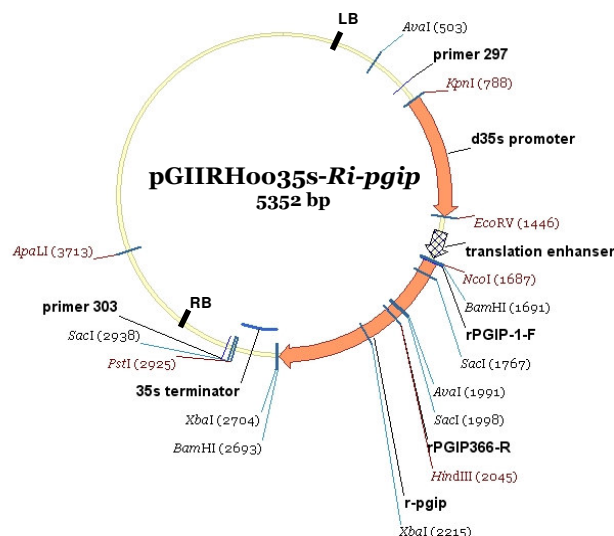 LB
AvaI (503)
primer 297
KpnI (788)
d35s promoter
pGIIRH0035s-Ri-pgip
5352 bp
EcoRV (1446)
translation enhanser
NcoI (1687)
BamHI (1691)
rPGIP-1-F
SacI (1767)
AvaI (1991)
SacI (1998)
rPGIP366-R
HindIII (2045)
r-pgip
XbaI (2215)
ApaLI (3713)
RB
primer 303
SacI (2938)
PstI (2925)
35s terminator
XbaI (2704)
BamHI (2693)